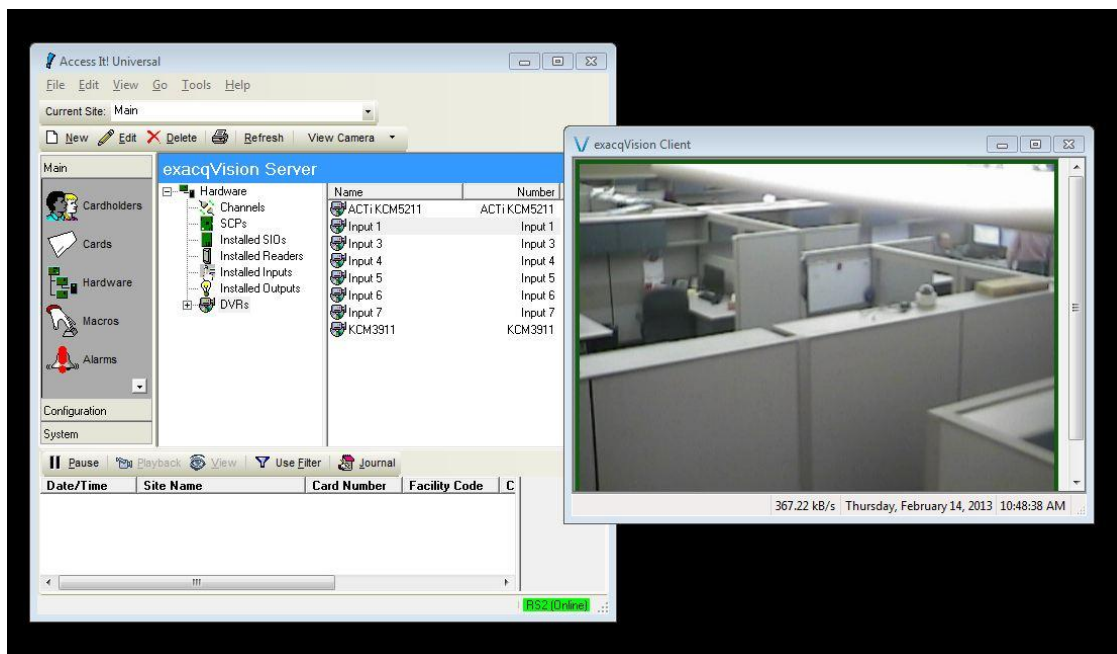 Access It! Universal
File Edit View Go Tools Help
Current Site: Main
New Edit Delete Refresh View Camera
Main
Cardholders
Cards
Hardware
Macros
Alarms
Configuration
System
exacqVision Server
Hardware
Channels
SCPs
Installed SIOs
Installed Readers
Installed Inputs
Installed Outputs
DVRs
Name Number
ACTi KCM5211 ACTi KCM5211
Input 1 Input 1
Input 3 Input 3
Input 4 Input 4
Input 5 Input 5
Input 6 Input 6
Input 7 Input 7
KCM3911 KCM3911
Pause Playback View Use Filter Journal
Date/Time Site Name Card Number Facility Code C
RS2 (Online)
exacqVision Client
367.22 kB/s Thursday, February 14, 2013 10:48:38 AM